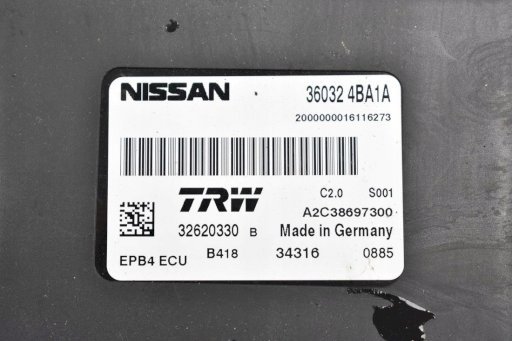 NISSAN 36032 4BA1A
2000000016116273
TRW C2.0 S001
A2C38697300
32620330 B Made in Germany
EPB4 ECU B418 34316 0885